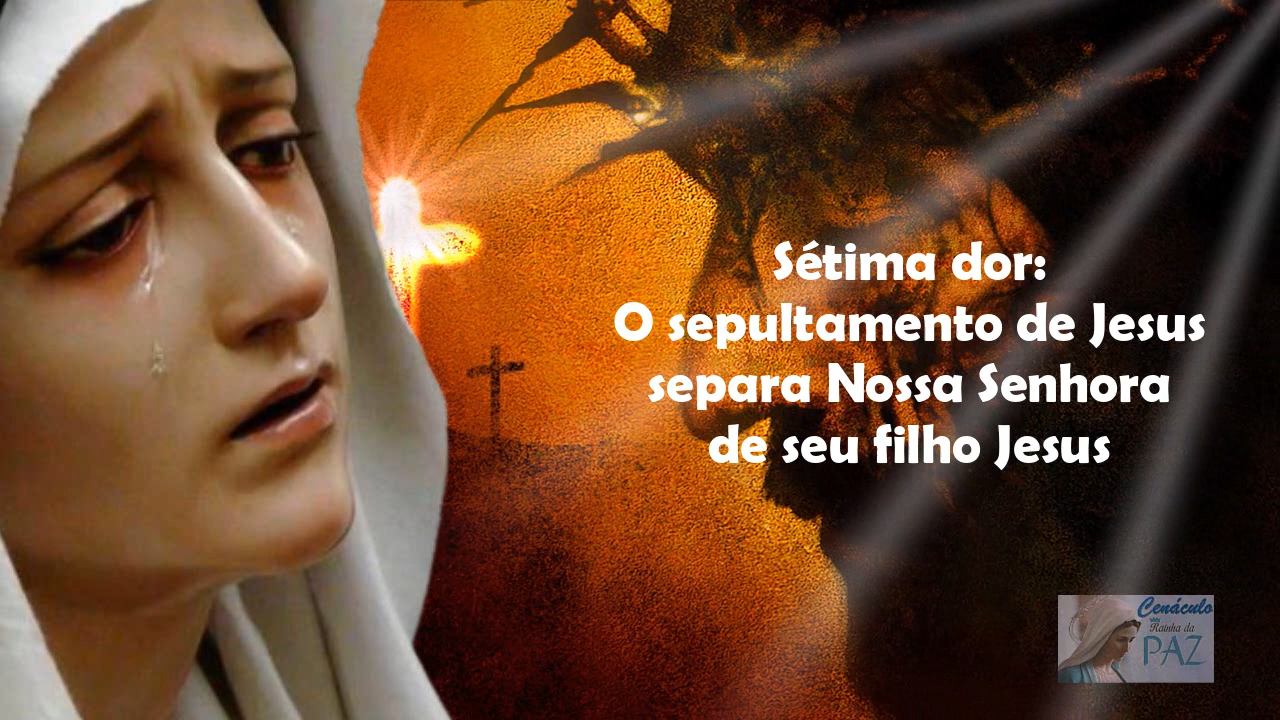 Sétima dor:
O sepultamento de Jesus
separa Nossa Senhora
de seu filho Jesus
Cenáculo
Rainha da
PAZ